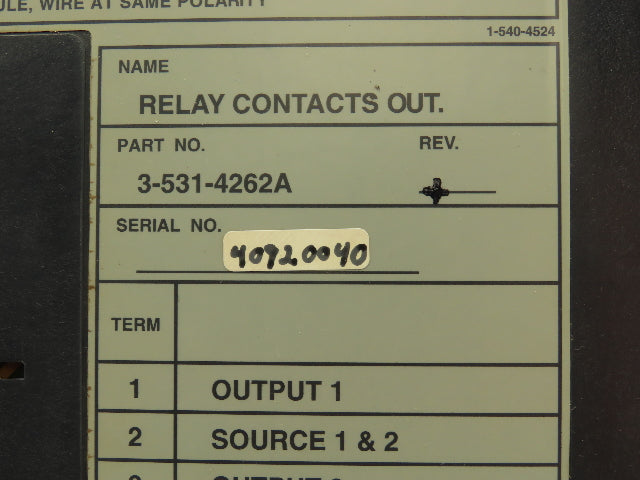 ULE, WIRE AT SAME POLARITY
1-540-4524
NAME
RELAY CONTACTS OUT.
PART NO.
REV.
3-531-4262A
SERIAL NO.
40920040
TERM
1 OUTPUT 1
2 SOURCE 1 & 2
OUTPUT